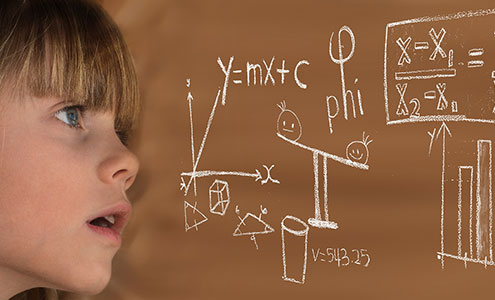 y=mx+c
phi
x-x₁
x₂-x₁
=
y
y
x
a
b
c
V=543.25